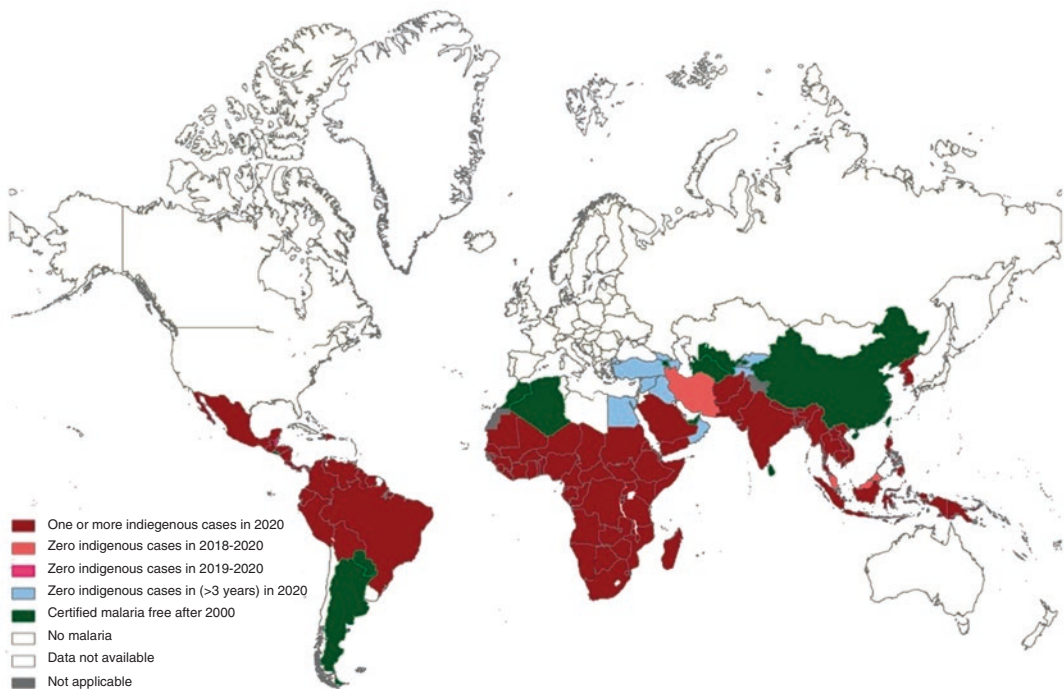 One or more indiegenous cases in 2020
Zero indigenous cases in 2018-2020
Zero indigenous cases in 2019-2020
Zero indigenous cases in (>3 years) in 2020
Certified malaria free after 2000
No malaria
Data not available
Not applicable